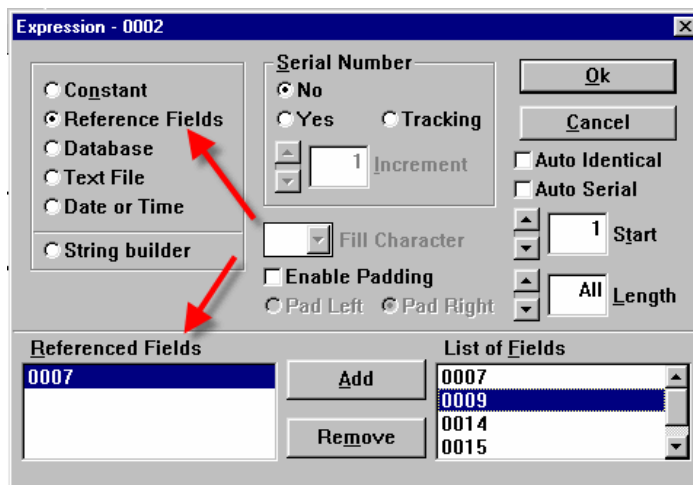 Expression - 0002
Constant
Reference Fields
Database
Text File
Date or Time
String builder
Serial Number
No
Yes
Tracking
1 Increment
Fill Character
Enable Padding
Pad Left
Pad Right
Ok
Cancel
Auto Identical
Auto Serial
1 Start
All Length
Referenced Fields
0007
Add
Remove
List of Fields
0007
0009
0014
0015